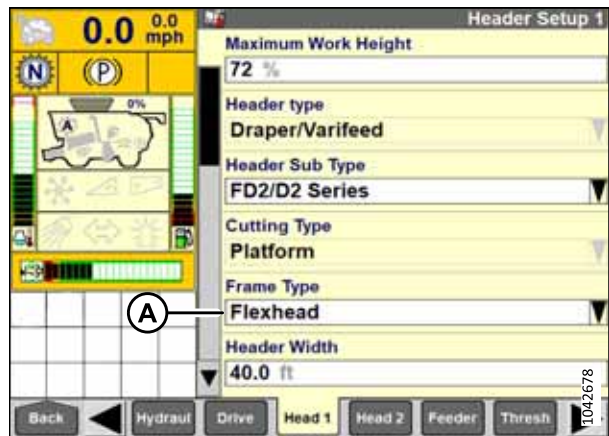 0.0 0.0 mph
Header Setup 1
N
(P)
0%
A
Maximum Work Height
72 %
Header type
Draper/Varifeed
Header Sub Type
FD2/D2 Series
Cutting Type
Platform
Frame Type
A
Flexhead
Header Width
40.0 ft
1042678
Back Hydraul Drive Head 1 Head 2 Feeder Thresh